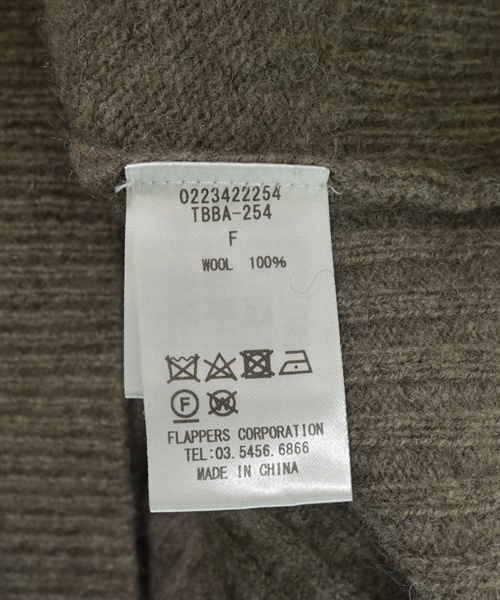 0223422254
TBBA-254
F
WOOL 100%
F W
FLAPPERS CORPORATION
TEL:03.5456.6866
MADE IN CHINA